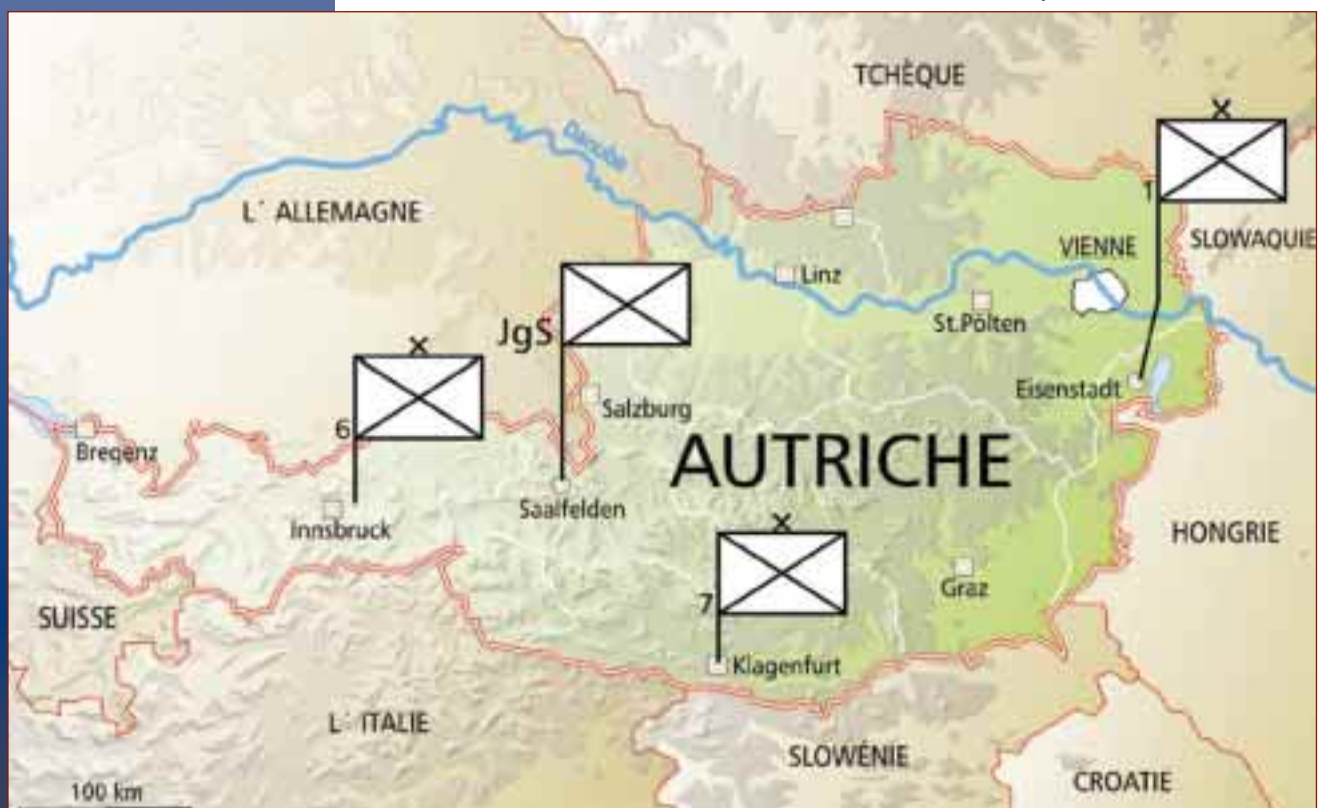 TCHÈQUE
X
Danube
1
L´ ALLEMAGNE
VIENNE
SLOWAQUIE
Linz
JgS
St.Pölten
X
Eisenstadt
Salzburg
6
Bregenz
AUTRICHE
Saalfelden
Innsbruck
X
HONGRIE
Graz
7
SUISSE
Klagenfurt
L´ ITALIE
SLOWÉNIE
CROATIE
100 km